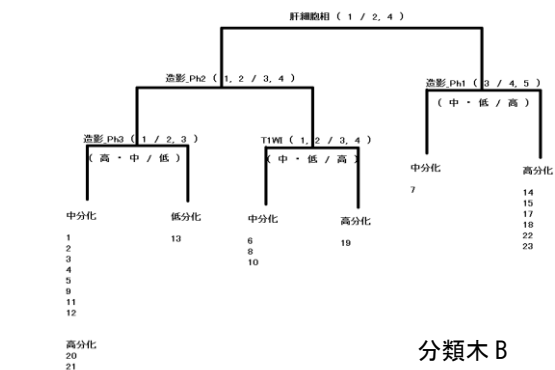 肝細胞相 ( 1 / 2, 4 )
造影_Ph2 ( 1, 2 / 3, 4 )
造影_Ph1 ( 3 / 4, 5 )
( 中 ・ 低 / 高 )
造影_Ph3 ( 1 / 2, 3 )
( 高 ・ 中 / 低 )
T1WI ( 1, 2 / 3, 4 )
( 中 ・ 低 / 高 )
中分化
7
高分化
14
15
17
18
22
23
中分化
1
2
3
4
5
9
11
12
高分化
20
21
低分化
13
中分化
6
8
10
高分化
19
分類木 B